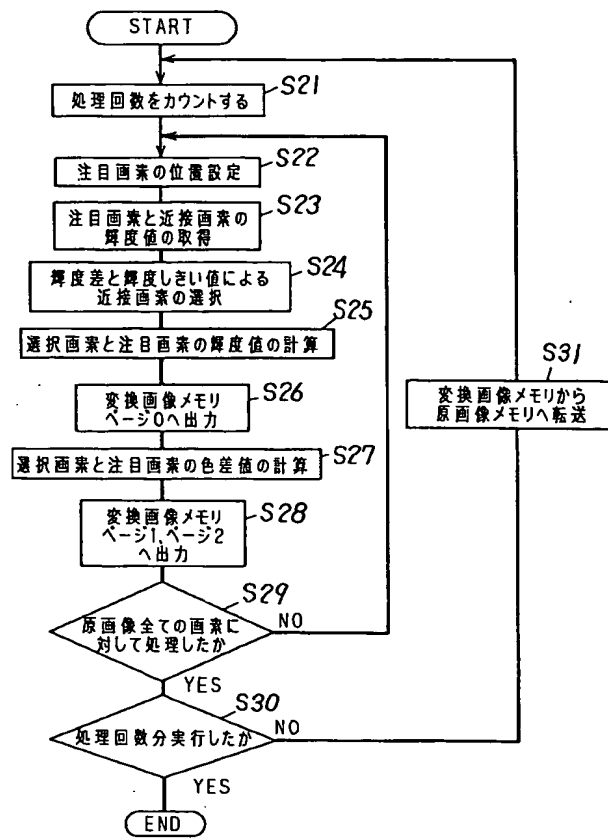 START
処理回数をカウントする
S21
注目画素の位置設定
S22
注目画素と近接画素の
輝度値の取得
S23
輝度差と輝度しきい値による
近接画素の選択
S24
選択画素と注目画素の輝度値の計算
S25
変換画像メモリ
ページ0へ出力
S26
選択画素と注目画素の色差値の計算
S27
変換画像メモリ
ページ1、ページ2
へ出力
S28
原画像全ての画素に
対して処理したか
S29
NO
YES
処理回数分実行したか
S30
NO
YES
変換画像メモリから
原画像メモリへ転送
S31
END